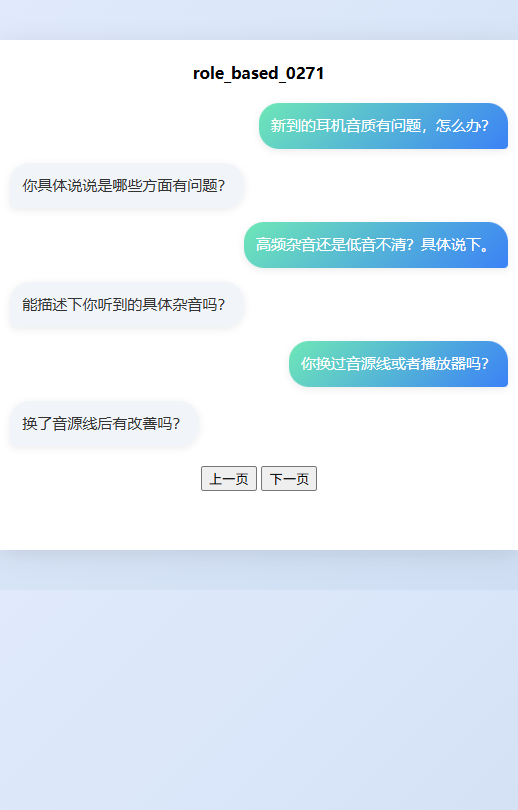 role_based_0271
新到的耳机音质有问题，怎么办？
你具体说说是哪些方面有问题？
高频杂音还是低音不清？具体说下。
能描述下你听到的具体杂音吗？
你换过音源线或者播放器吗？
换了音源线后有改善吗？
上一页 下一页